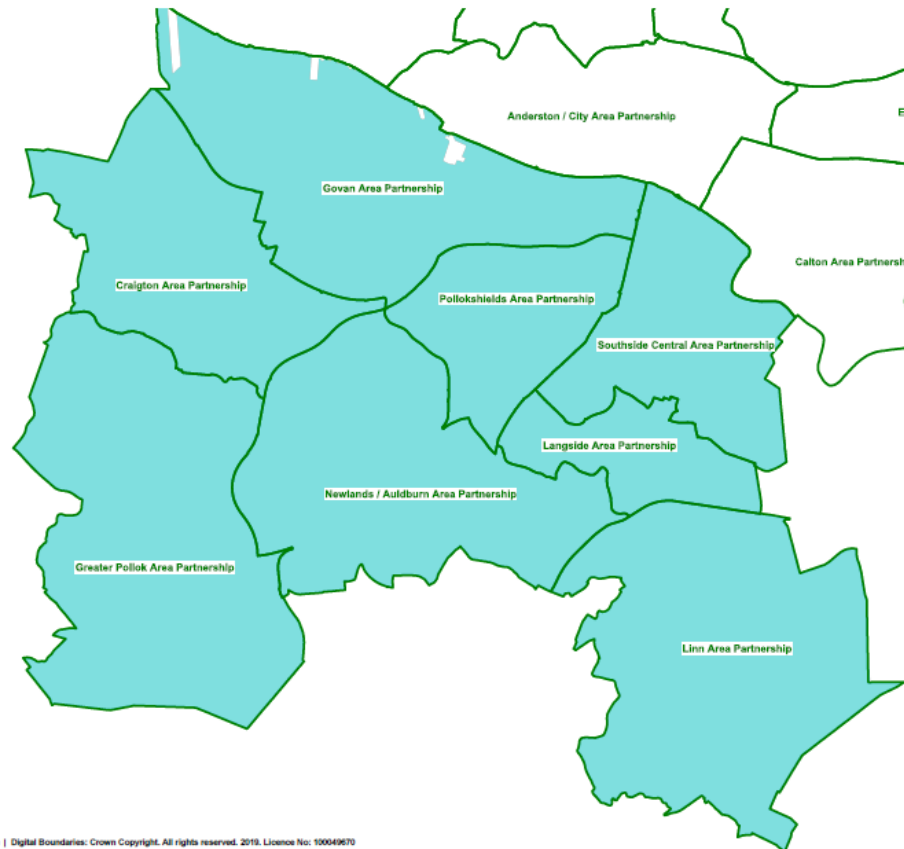 Anderston / City Area Partnership
E
Govan Area Partnership
Calton Area Partnersh
Craigton Area Partnership
Pollokshields Area Partnership
Southside Central Area Partnership
Langside Area Partnership
Newlands / Auldburn Area Partnership
Greater Pollok Area Partnership
Linn Area Partnership
| Digital Boundaries: Crown Copyright. All rights reserved. 2019. Licence No: 100049670